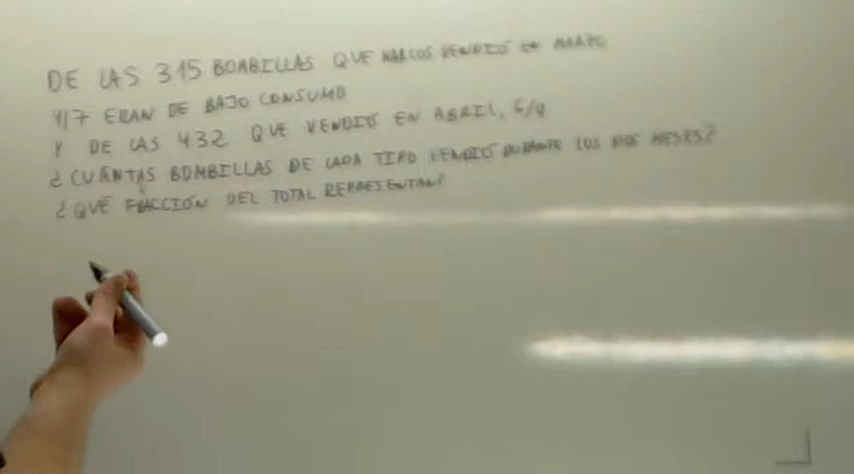 DE LAS 315 BOMBILLAS QUE MARCOS VENDIÓ EN MARZO
4/7 ERAN DE BAJO CONSUMO
Y DE LAS 432 QUE VENDIÓ EN ABRIL, 6/9
¿CUÁNTAS BOMBILLAS DE CADA TIPO VENDIÓ DURANTE LOS DOS MESES?
¿QUÉ FRACCIÓN DEL TOTAL REPRESENTAN?